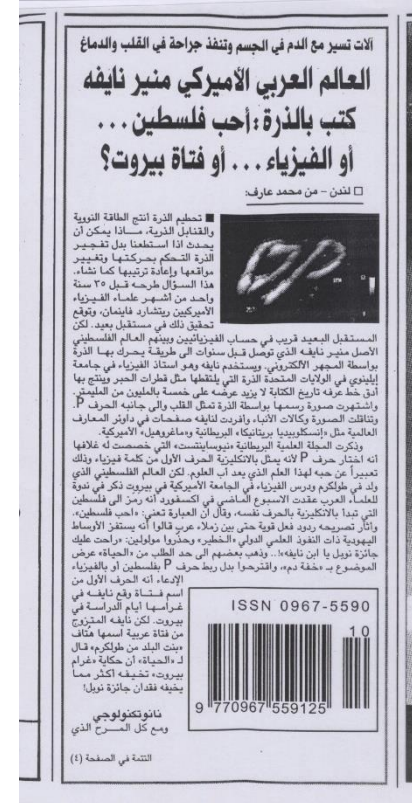 آلات تسير مع الدم في الجسم وتنفذ جراحة في القلب والدماغ
العالم العربي الأميركي منير نايفه
كتب بالذرة: أحب فلسطين...
أو الفيزياء... أو فتاة بيروت؟
□ لندن - من محمد عارف:
■ تحطيم الذرة أنتج الطاقة النووية
والقنابل الذرية، مـاذا يمكن أن
يحدث اذا استطعنا بدل تفجير
الذرة التحكم بحركتها وتغيير
مواقعها وإعادة ترتيبها كما نشاء.
هذا السؤال طرحه قبل ٣٥ سنة
واحد من أشهر علماء الفيزياء
الأميركيين ريتشارد فاينمان، وتوقع
تحقيق ذلك في مستقبل بعيد. لكن
المستقبل البعيد قريب في حساب الفيزيائيين وبينهم العالم الفلسطيني
الأصل منير نايفه الذي توصل قبل سنوات الى طريقة يحرك بها الذرة
بواسطة المجهر الالكتروني. ويستخدم نايفه وهو استاذ الفيزياء في جامعة
إيلينوي في الولايات المتحدة الذرة التي يلتقطها مثل قطرات الحبر وينتج بها
أدق خط عرفه تاريخ الكتابة لا يزيد عرضه على خمسة بالمليون من المليمتر.
واشتهرت صورة رسمها بواسطة الذرة تمثل القلب والى جانبه الحرف P.
وتناقلت الصورة وكالات الأنباء وأفردت لنايفه صفحات في دوائر المعارف
العالمية مثل «إنسكلوبيديا بريتانيكا» البريطانية و«ماغروهيل» الأميركية.
وذكرت المجلة العلمية البريطانية «نيوساينتست» التي خصصت له غلافها
أنه اختار حرف P لأنه يمثل بالانكليزية الحرف الأول من كلمة فيزياء وذلك
تعبيراً عن حبه لهذا العلم الذي يعد أب العلوم. لكن العالم الفلسطيني الذي
ولد في طولكرم ودرس الفيزياء في الجامعة الأميركية في بيروت ذكر في ندوة
للعلماء العرب عقدت الاسبوع الماضي في اكسفورد أنه رمز الى فلسطين
التي تبدأ بالانكليزية بالحرف نفسه، وقال أن العبارة تعني: «احب فلسطين».
وأثار تصريحه ردود فعل قوية حتى بين زملاء عرب قالوا أنه يستفز الأوساط
اليهودية ذات النفوذ العلمي الدولي «الخطير» وحذروا مولولين: «راحت عليك
جائزة نوبل يا ابن نايفه»!.. وذهب بعضهم الى حد الطلب من «الحياة» عرض
الموضوع بـ «خفة دم»، واقترحوا بدل ربط حرف P بفلسطين أو بالفيزياء
الإدعاء انه الحرف الأول من
اسم فتاة وقع نايفه في
غرامها أيام الدراسة في
بيروت. لكن نايفه المتزوج
من فتاة عربية اسمها هتاف
«بنت البلد من طولكرم» قال
لـ «الحياة» أن حكاية «غرام
بيروت» تخيفه أكثر مما
يخيفه فقدان جائزة نوبل!
نانوتكنولوجي
ومع كل المرح الذي
التتمة في الصفحة (٤)
ISSN 0967-5590
10
9 770967 559125